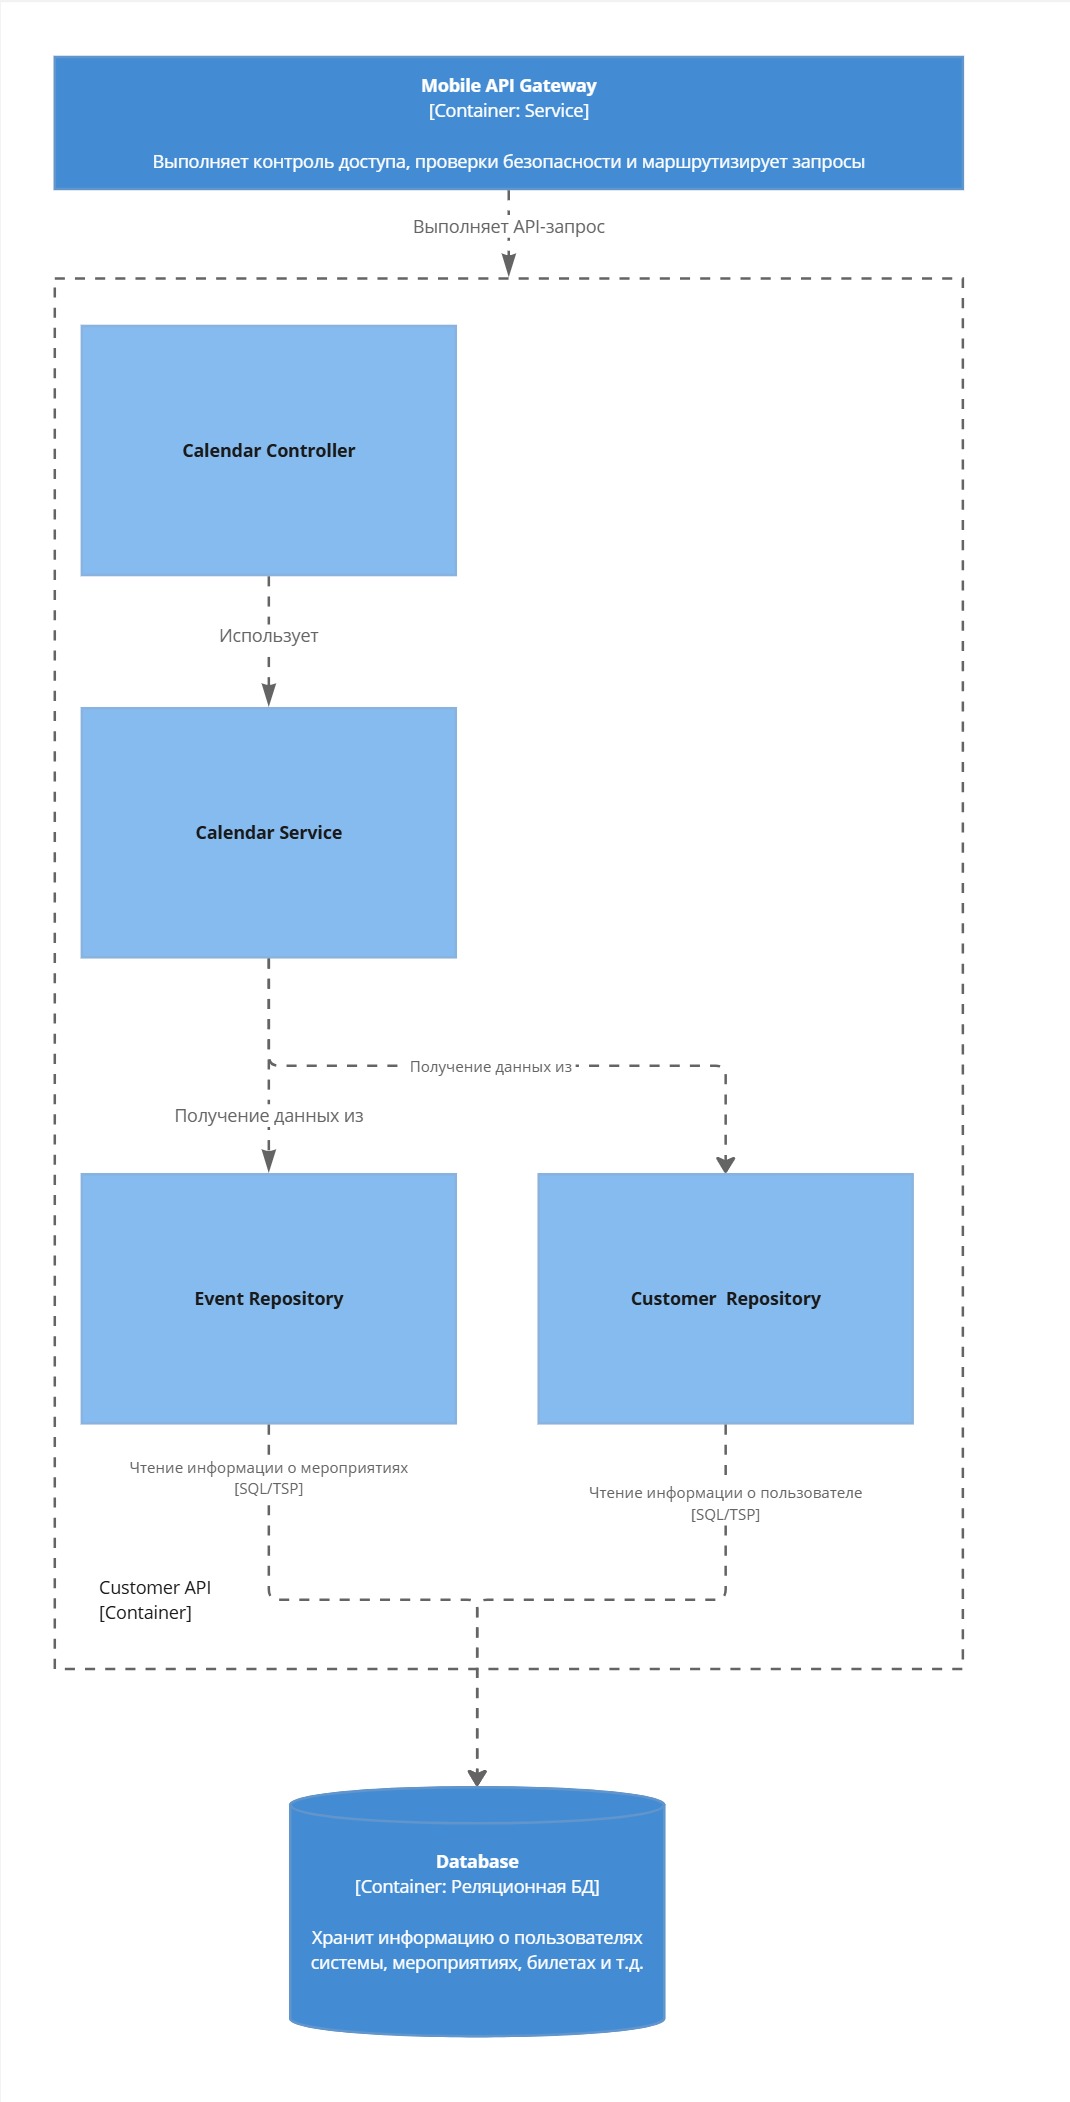 Mobile API Gateway
[Container: Service]
Выполняет контроль доступа, проверки безопасности и маршрутизирует запросы
Выполняет API-запрос
Calendar Controller
Использует
Calendar Service
Получение данных из
Получение данных из
Event Repository
Customer Repository
Чтение информации о мероприятиях
[SQL/TSP]
Чтение информации о пользователе
[SQL/TSP]
Customer API
[Container]
Database
[Container: Реляционная БД]
Хранит информацию о пользователях
системы, мероприятиях, билетах и т.д.